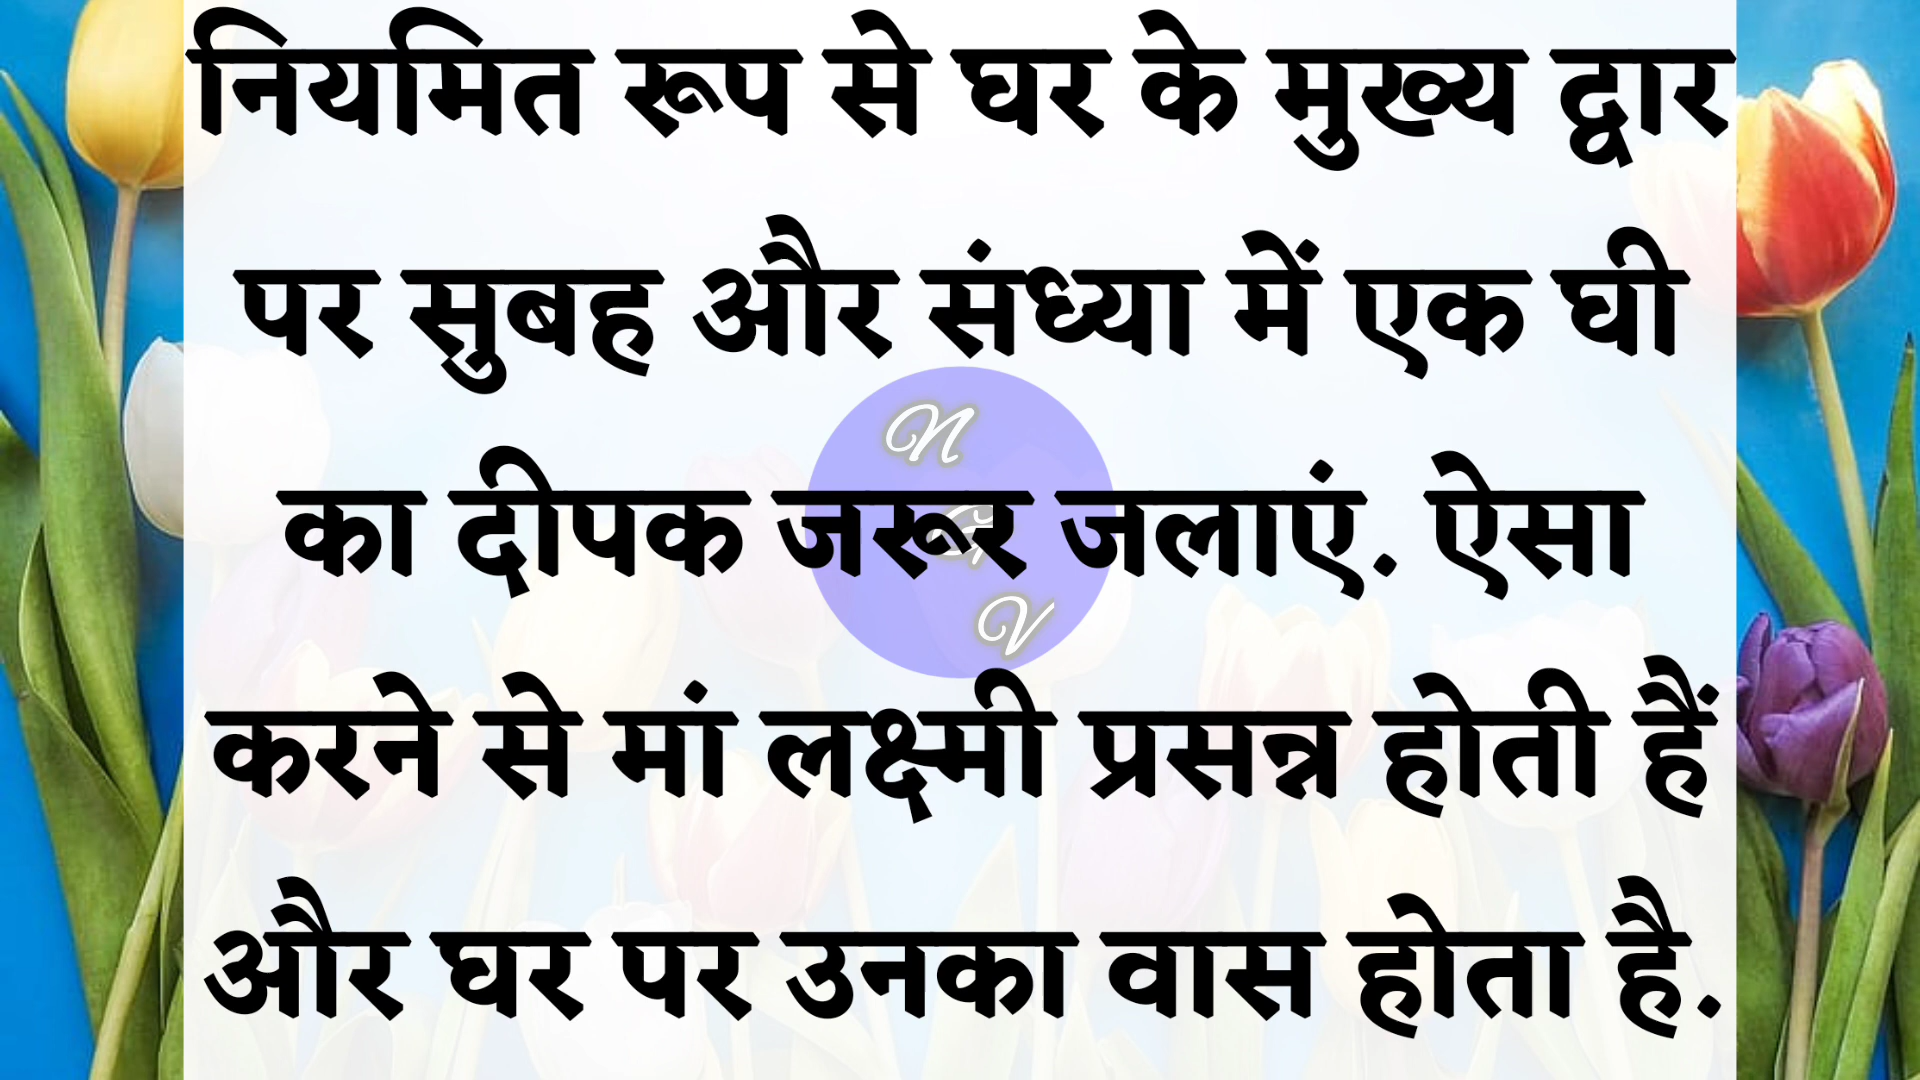 नियमित रूप से घर के मुख्य द्वार
पर सुबह और संध्या में एक घी
का दीपक जरूर जलाएं. ऐसा
करने से मां लक्ष्मी प्रसन्न होती हैं
और घर पर उनका वास होता है.
N
V